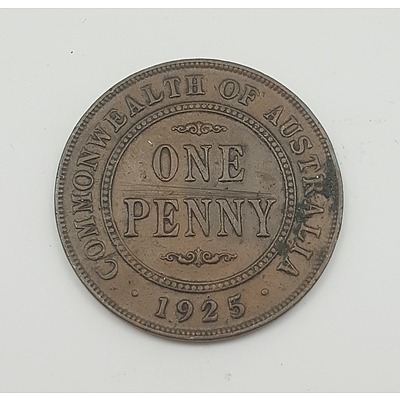 COMMONWEALTH OF AUSTRALIA
ONE
PENNY
· 1925 ·